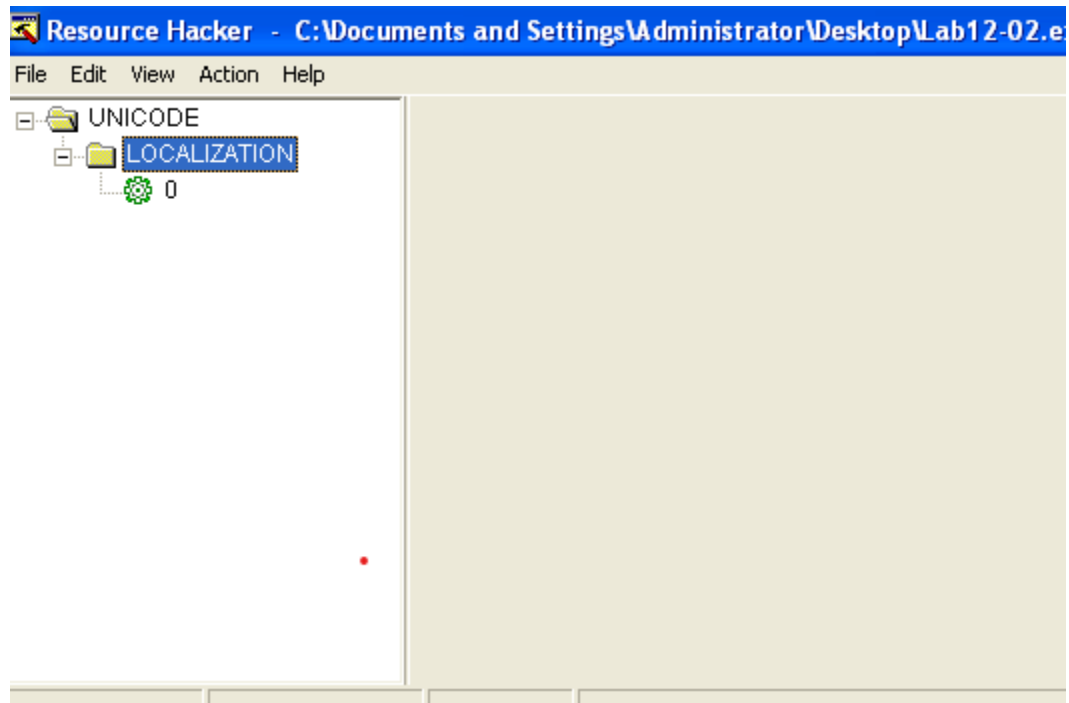 Resource Hacker - C:\Documents and Settings\Administrator\Desktop\Lab12-02.e
File Edit View Action Help
UNICODE
LOCALIZATION
0